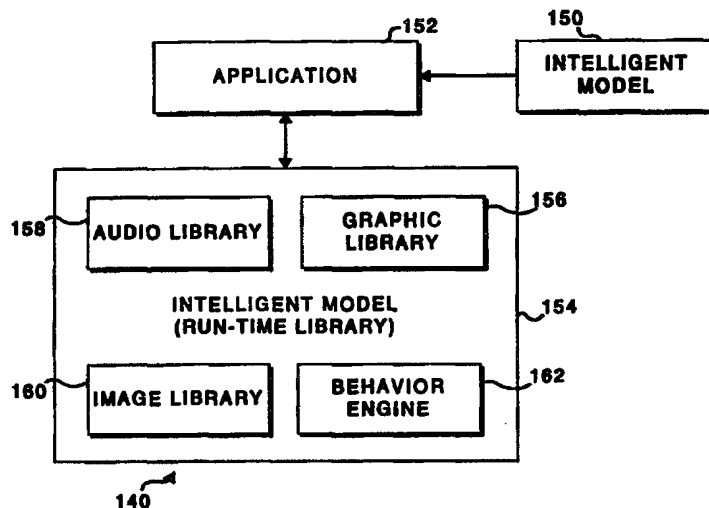 152
150
APPLICATION
INTELLIGENT
MODEL
158
AUDIO LIBRARY
GRAPHIC
LIBRARY
156
INTELLIGENT MODEL
(RUN-TIME LIBRARY)
154
160
IMAGE LIBRARY
BEHAVIOR
ENGINE
162
140